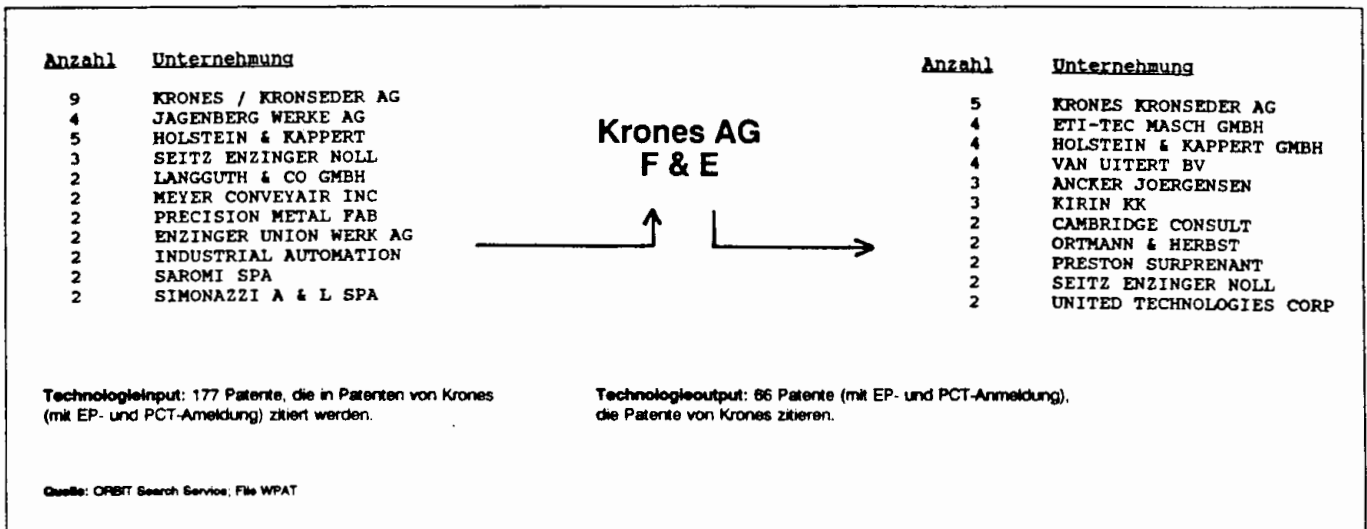 Anzahl Unternehmung
9 KRONES / KRONSEDER AG
4 JAGENBERG WERKE AG
5 HOLSTEIN & KAPPERT
3 SEITZ ENZINGER NOLL
2 LANGGUTH & CO GMBH
2 MEYER CONVEYAIR INC
2 PRECISION METAL FAB
2 ENZINGER UNION WERK AG
2 INDUSTRIAL AUTOMATION
2 SAROMI SPA
2 SIMONAZZI A & L SPA
Krones AG
F & E
Anzahl Unternehmung
5 KRONES KRONSEDER AG
4 ETI-TEC MASCH GMBH
4 HOLSTEIN & KAPPERT GMBH
4 VAN UITERT BV
3 ANCKER JOERGENSEN
3 KIRIN KK
2 CAMBRIDGE CONSULT
2 ORTMANN & HERBST
2 PRESTON SURPRENANT
2 SEITZ ENZINGER NOLL
2 UNITED TECHNOLOGIES CORP
Technologieinput: 177 Patente, die in Patenten von Krones
(mit EP- und PCT-Ameldung) zitiert werden.
Technologieoutput: 66 Patente (mit EP- und PCT-Anmeldung),
die Patente von Krones zitieren.
Quelle: ORBIT Search Service; File WPAT